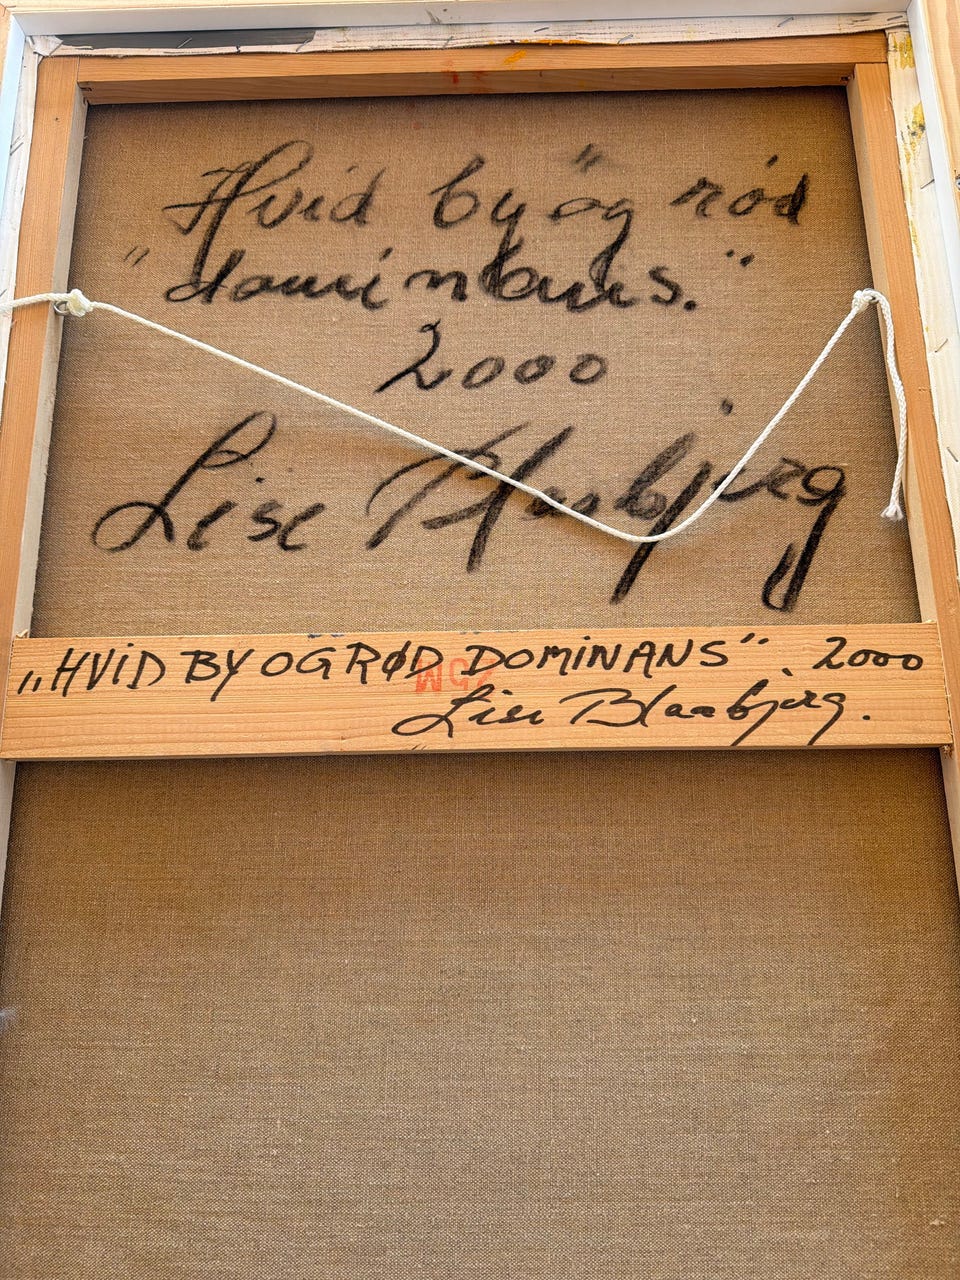 Hvid by" og rød
"dominans."
2000
Lise Blaabjerg
„HVID BY OG RØD DOMINANS". 2000
Lise Blaabjerg.